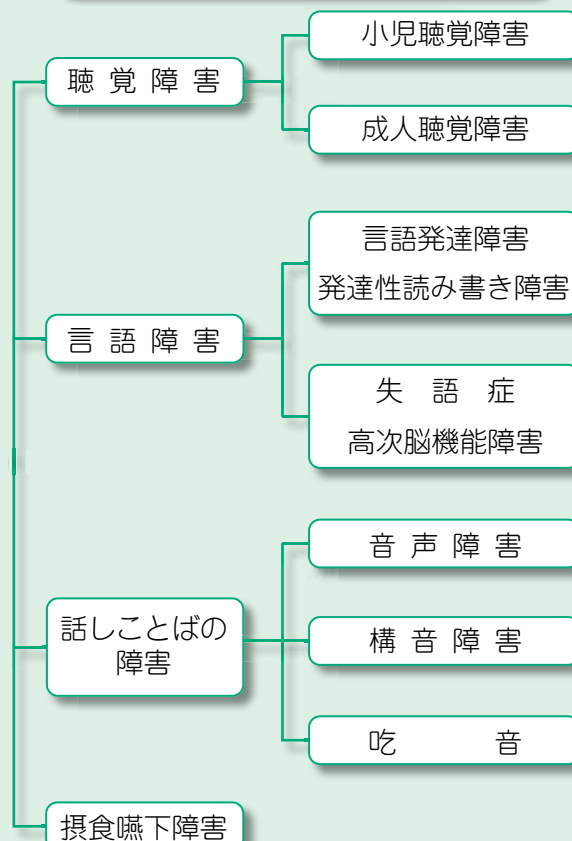 聴覚障害
小児聴覚障害
成人聴覚障害
言語障害
言語発達障害
発達性読み書き障害
失語症
高次脳機能障害
話しことばの
障害
音声障害
構音障害
吃音
摂食嚥下障害